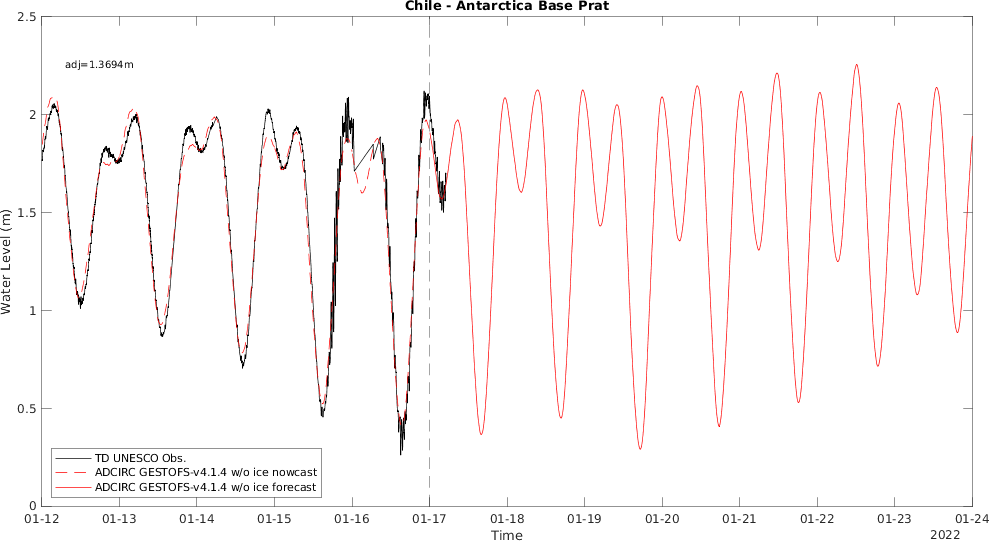 Chile - Antarctica Base Prat
2.5
adj=1.3694m
2
1.5
1
0.5
0
Water Level (m)
TD UNESCO Obs.
ADCIRC GESTOFS-v4.1.4 w/o ice nowcast
ADCIRC GESTOFS-v4.1.4 w/o ice forecast
01-12 01-13 01-14 01-15 01-16 01-17 01-18 01-19 01-20 01-21 01-22 01-23 01-24
Time
2022